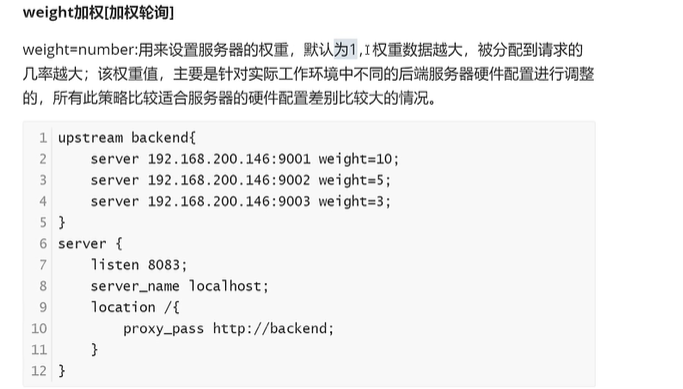 weight加权[加权轮询]
weight=number:用来设置服务器的权重，默认为1，权重数据越大，被分配到请求的
几率越大；该权重值，主要是针对实际工作环境中不同的后端服务器硬件配置进行调整
的，所有此策略比较适合服务器的硬件配置差别比较大的情况。
1 upstream backend{
2     server 192.168.200.146:9001 weight=10;
3     server 192.168.200.146:9002 weight=5;
4     server 192.168.200.146:9003 weight=3;
5 }
6 server {
7     listen 8083;
8     server_name localhost;
9     location /{
10         proxy_pass http://backend;
11     }
12 }